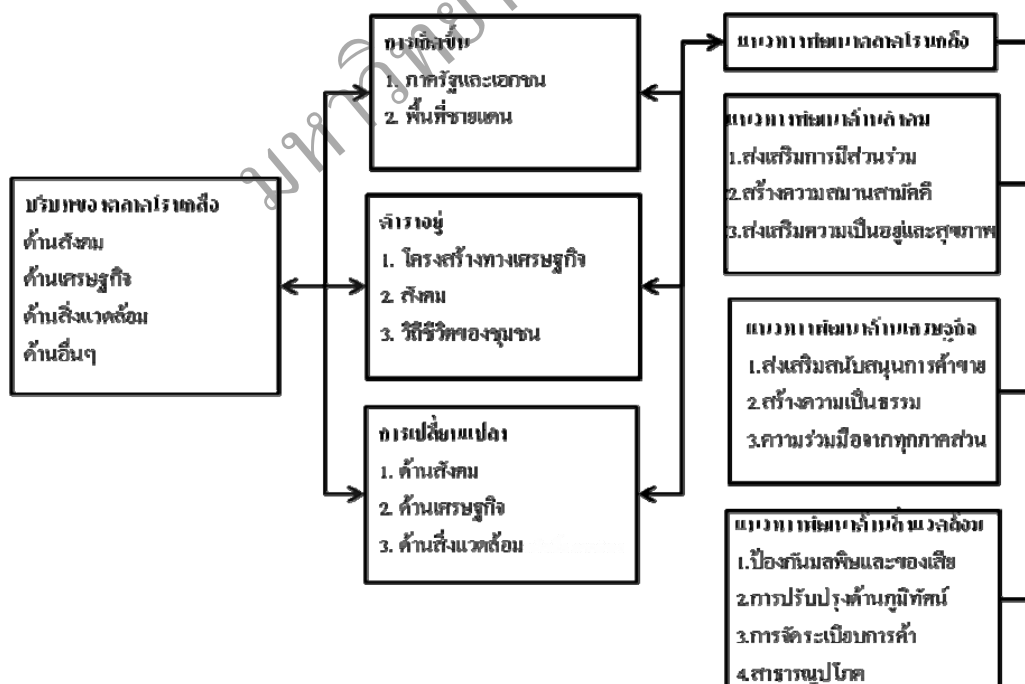 มหาวิทยา
บริบทของตลาดโรงเกลือ
ด้านสังคม
ด้านเศรษฐกิจ
ด้านสิ่งแวดล้อม
ด้านอื่นๆ
การเกิดขึ้น
1. ภาครัฐและเอกชน
2. พื้นที่ชายแดน
ดำรงอยู่
1. โครงสร้างทางเศรษฐกิจ
2. สังคม
3. วิถีชีวิตของชุมชน
การเปลี่ยนแปลง
1. ด้านสังคม
2. ด้านเศรษฐกิจ
3. ด้านสิ่งแวดล้อม
แนวทางพัฒนาตลาดโรงเกลือ
แนวทางพัฒนาด้านสังคม
1.ส่งเสริมการมีส่วนร่วม
2.สร้างความสมานสามัคคี
3.ส่งเสริมความเป็นอยู่และสุขภาพ
แนวทางพัฒนาด้านเศรษฐกิจ
1.ส่งเสริมสนับสนุนการค้าขาย
2.สร้างความเป็นธรรม
3.ความร่วมมือจากทุกภาคส่วน
แนวทางพัฒนาด้านสิ่งแวดล้อม
1.ป้องกันมลพิษและของเสีย
2.การปรับปรุงด้านภูมิทัศน์
3.การจัดระเบียบการค้า
4.สาธารณูปโภค